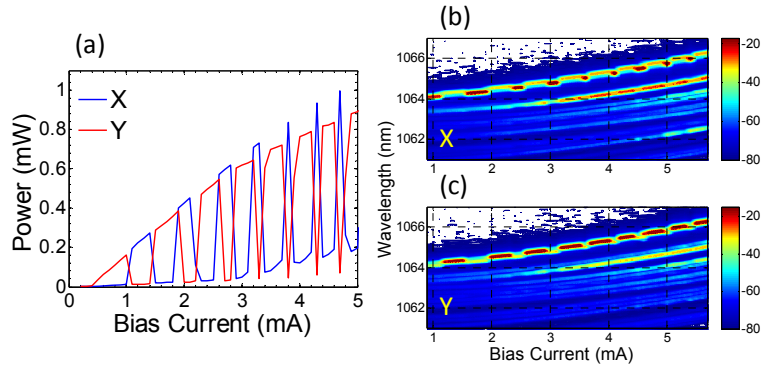 (a)
X
Y
Power (mW)
1
0.8
0.6
0.4
0.2
0
0 1 2 3 4 5
Bias Current (mA)
(b)
1066
1064
1062
X
1 2 3 4 5
-20
-40
-60
-80
(c)
Wavelength (nm)
1066
1064
1062
Y
1 2 3 4 5
Bias Current (mA)
-20
-40
-60
-80